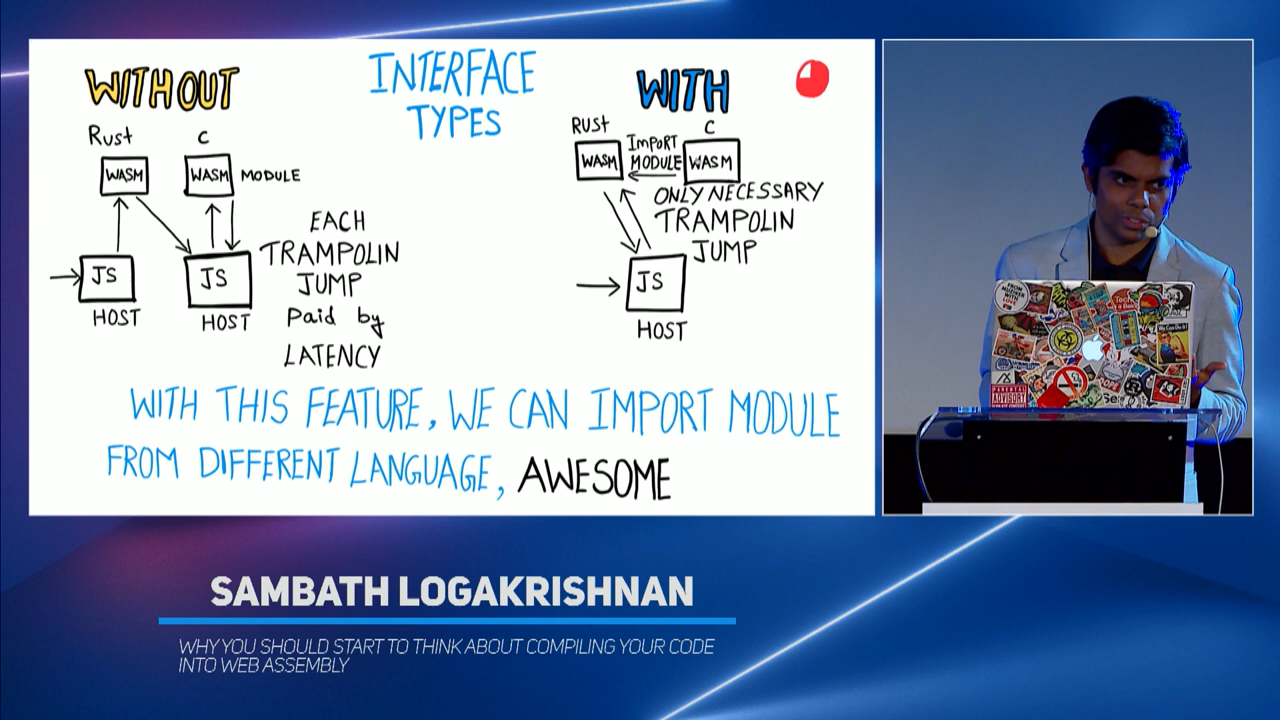 WITHOUT
INTERFACE
TYPES
WITH
Rust
C
WASM
WASM
MODULE
JS
JS
HOST
HOST
EACH
TRAMPOLIN
JUMP
Paid by
LATENCY
RUST
C
WASM
IMPORT
MODULE
WASM
ONLY NECESSARY
TRAMPOLIN
JUMP
JS
HOST
WITH THIS FEATURE, WE CAN IMPORT MODULE
FROM DIFFERENT LANGUAGE, AWESOME
PARENTAL
ADVISORY
SAMBATH LOGAKRISHNAN
WHY YOU SHOULD START TO THINK ABOUT COMPILING YOUR CODE
INTO WEB ASSEMBLY